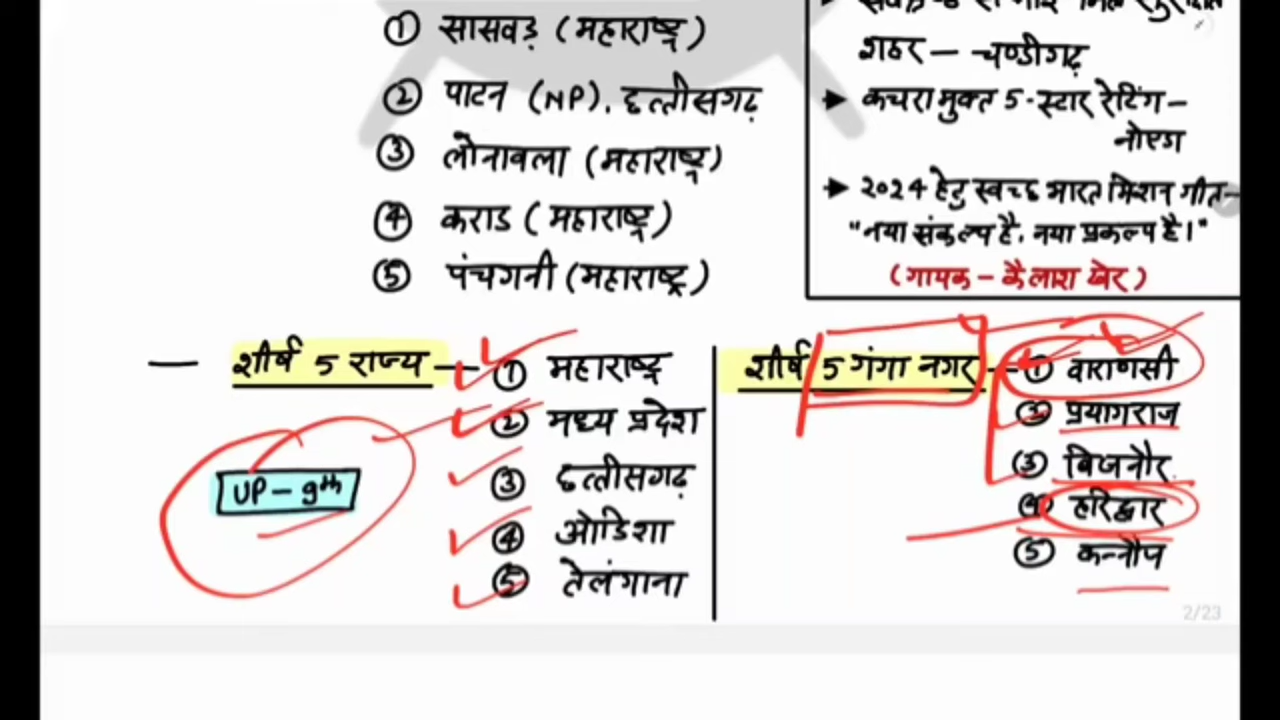 ① सासवड़ (महाराष्ट्र)
② पाटन (NP), छत्तीसगढ़
③ लोनावला (महाराष्ट्र)
④ कराड (महाराष्ट्र)
⑤ पंचगनी (महाराष्ट्र)
शहर — चण्डीगढ़
► कचरा मुक्त 5-स्टार रेटिंग —
नोएडा
► 2024 हेतु स्वच्छ भारत मिशन गीत —
"नया संकल्प है, नया प्रकल्प है।"
(गायक - कैलाश खेर)
— शीर्ष 5 राज्य — ① महाराष्ट्र
② मध्य प्रदेश
③ छत्तीसगढ़
④ ओडिशा
⑤ तेलंगाना
UP - 9th
शीर्ष 5 गंगा नगर — ① वाराणसी
② प्रयागराज
③ बिजनौर
④ हरिद्वार
⑤ कन्नौज
2/23